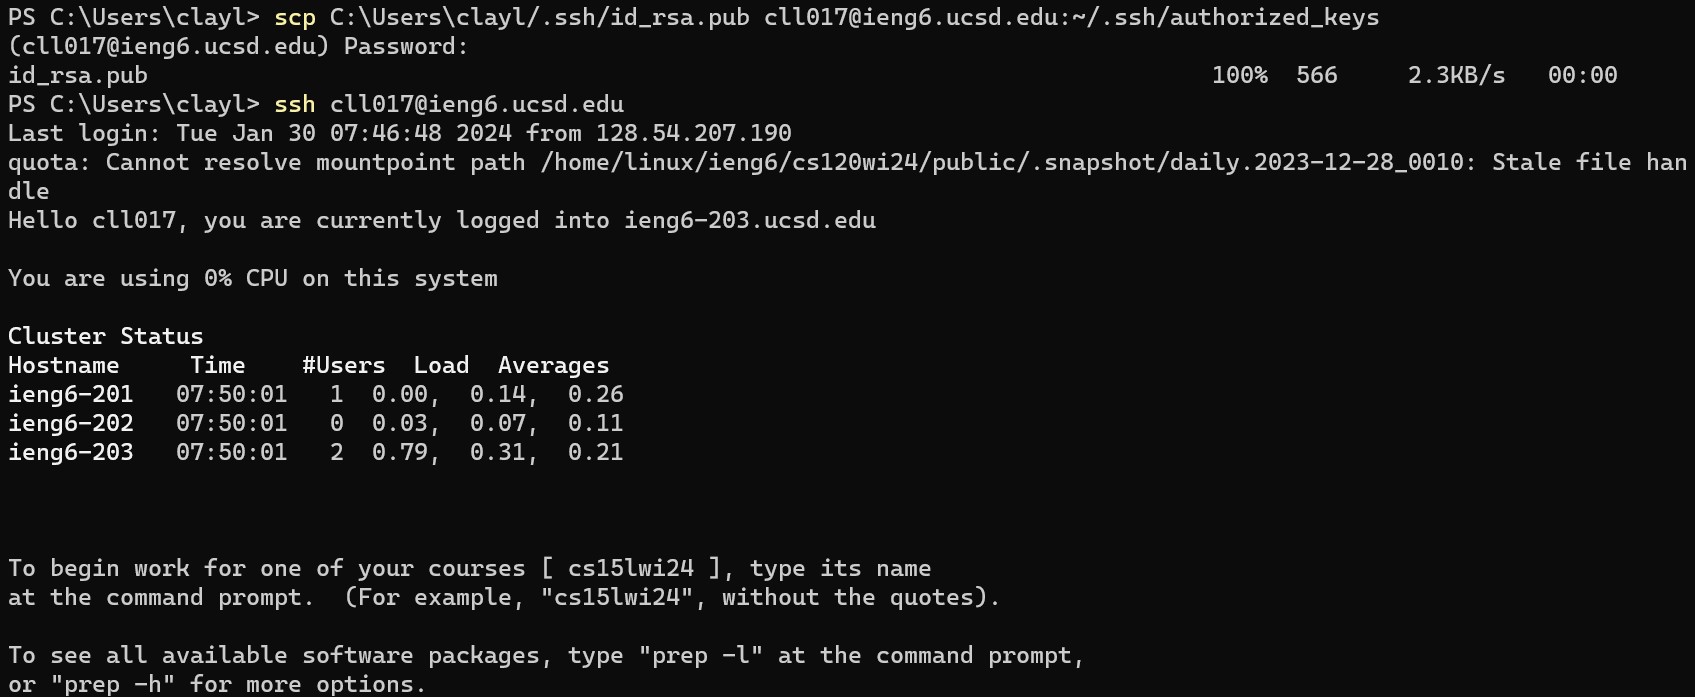 PS C:\Users\clayl> scp C:\Users\clayl/.ssh/id_rsa.pub cll017@ieng6.ucsd.edu:~/.ssh/authorized_keys
(cll017@ieng6.ucsd.edu) Password:
id_rsa.pub 100% 566 2.3KB/s 00:00
PS C:\Users\clayl> ssh cll017@ieng6.ucsd.edu
Last login: Tue Jan 30 07:46:48 2024 from 128.54.207.190
quota: Cannot resolve mountpoint path /home/linux/ieng6/cs120wi24/public/.snapshot/daily.2023-12-28_0010: Stale file han
dle
Hello cll017, you are currently logged into ieng6-203.ucsd.edu
You are using 0% CPU on this system
Cluster Status
Hostname Time #Users Load Averages
ieng6-201 07:50:01 1 0.00, 0.14, 0.26
ieng6-202 07:50:01 0 0.03, 0.07, 0.11
ieng6-203 07:50:01 2 0.79, 0.31, 0.21
To begin work for one of your courses [ cs15lwi24 ], type its name
at the command prompt. (For example, "cs15lwi24", without the quotes).
To see all available software packages, type "prep -l" at the command prompt,
or "prep -h" for more options.